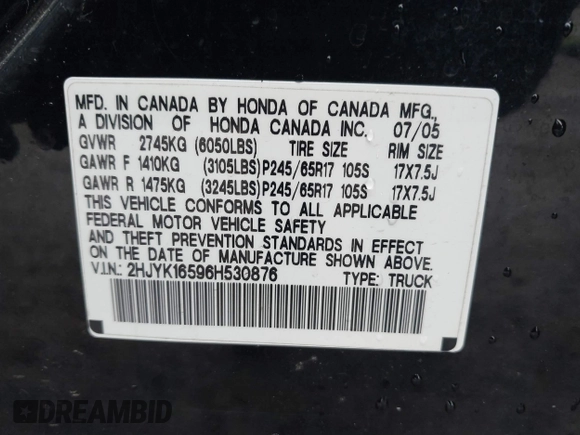 MFD. IN CANADA BY HONDA OF CANADA MFG.,
A DIVISION OF HONDA CANADA INC. 07/05
GVWR 2745KG (6050LBS) TIRE SIZE RIM SIZE
GAWR F 1410KG (3105LBS) P245/65R17 105S 17X7.5J
GAWR R 1475KG (3245LBS) P245/65R17 105S 17X7.5J
THIS VEHICLE CONFORMS TO ALL APPLICABLE
FEDERAL MOTOR VEHICLE SAFETY
AND THEFT PREVENTION STANDARDS IN EFFECT
ON THE DATE OF MANUFACTURE SHOWN ABOVE.
V.I.N.: 2HJYK16596H530876 TYPE: TRUCK
DREAMBID